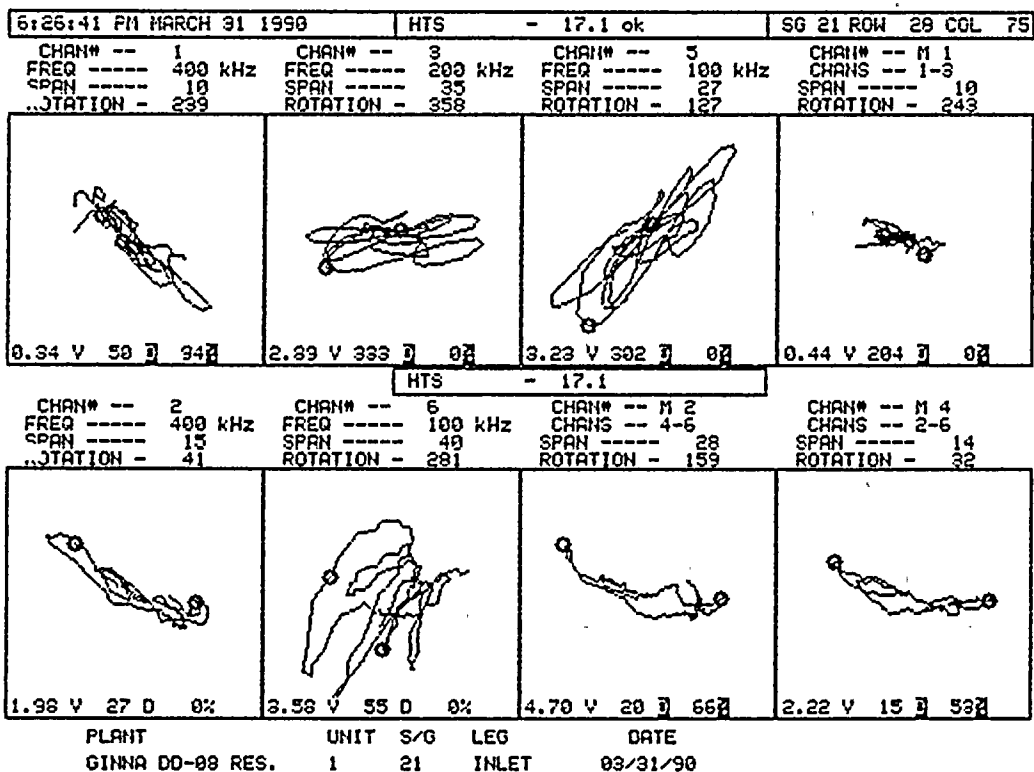 6:26:41 PM MARCH 31 1990 HTS - 17.1 ok SG 21 ROW 28 COL 75
CHAN# -- 1 CHAN# -- 3 CHAN# -- 5 CHAN# -- M 1
FREQ ----- 400 kHz FREQ ----- 200 kHz FREQ ----- 100 kHz CHANS -- 1-3
SPAN ----- 10 SPAN ----- 35 SPAN ----- 27 SPAN ----- 10
..OTATION - 239 ROTATION - 358 ROTATION - 127 ROTATION - 243
0.34 V 50 D 94% 2.89 V 333 D 0% 3.23 V 302 D 0% 0.44 V 204 D 0%
HTS - 17.1
CHAN# -- 2 CHAN# -- 6 CHAN# -- M 2 CHAN# -- M 4
FREQ ----- 400 kHz FREQ ----- 100 kHz CHANS -- 4-6 CHANS -- 2-6
SPAN ----- 15 SPAN ----- 40 SPAN ----- 28 SPAN ----- 14
..OTATION - 41 ROTATION - 281 ROTATION - 159 ROTATION - 32
1.98 V 27 D 0% 3.58 V 55 D 0% 4.70 V 20 D 66% 2.22 V 15 D 53%
PLANT UNIT S/G LEG DATE
GINNA DD-08 RES. 1 21 INLET 03/31/90